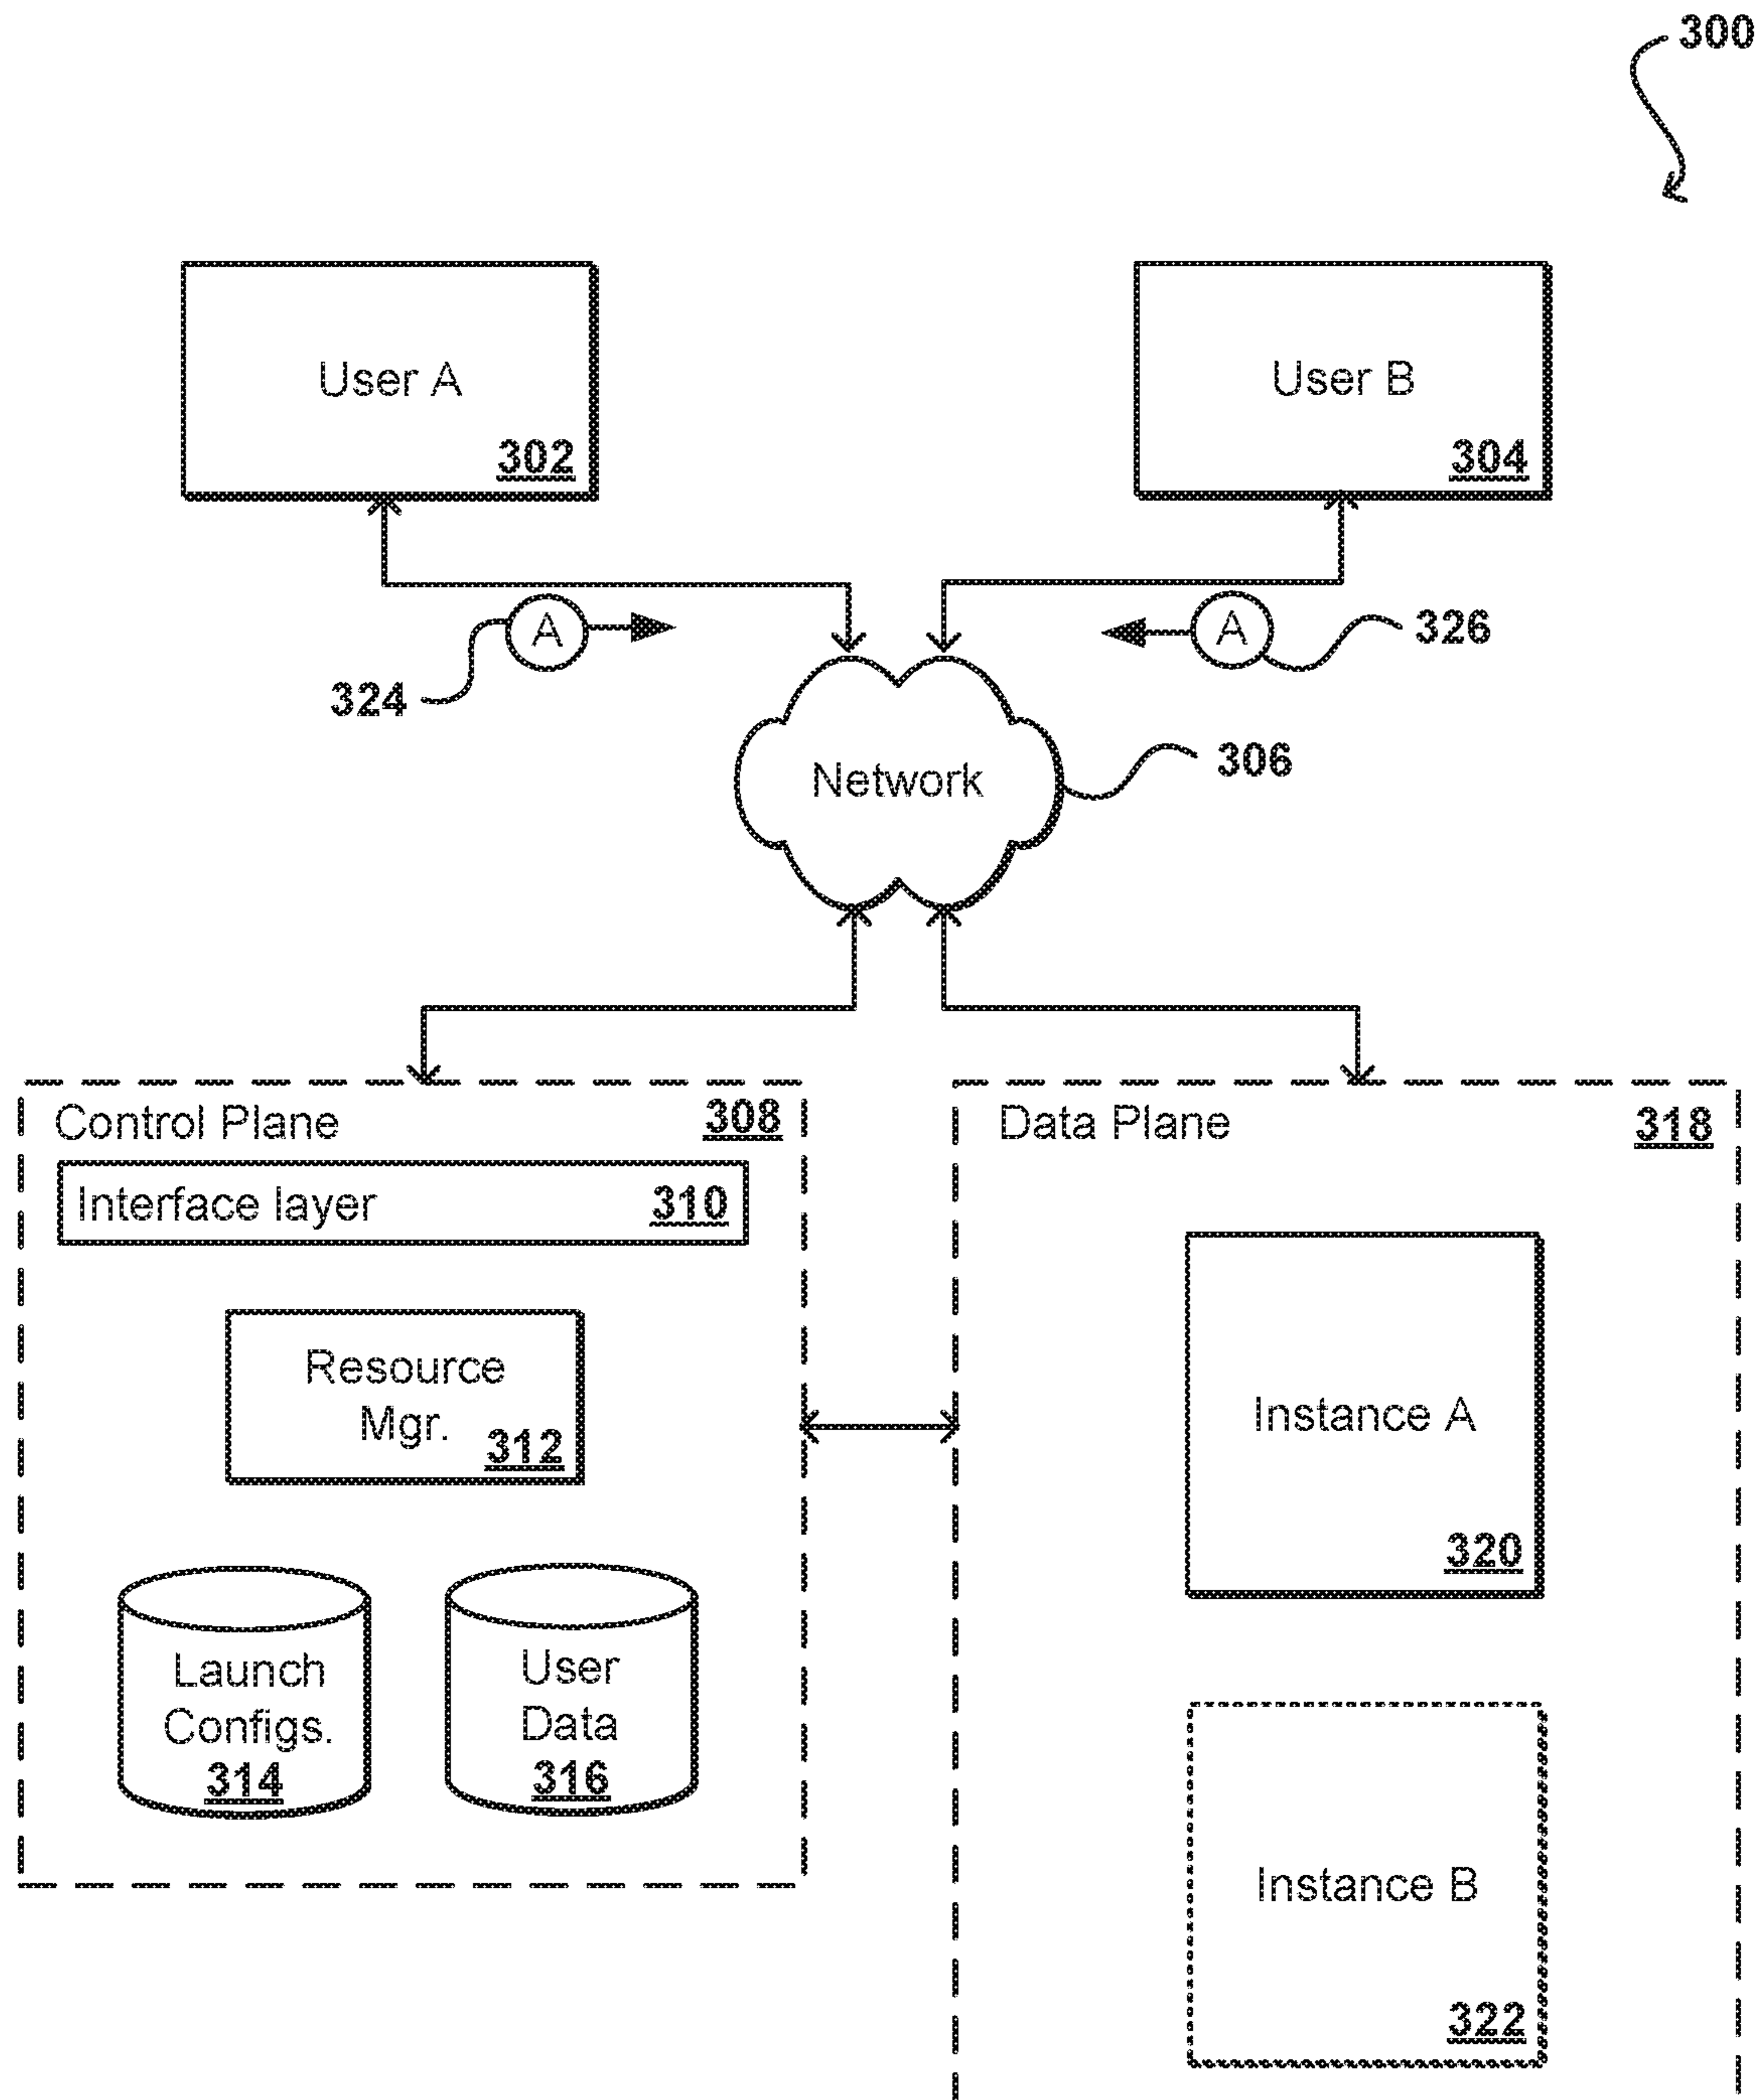 300
User A
302
User B
304
A
A
326
324
Network
306
Control Plane
308
Interface layer
310
Resource
Mgr.
312
Launch
Configs.
314
User
Data
316
Data Plane
318
Instance A
320
Instance B
322